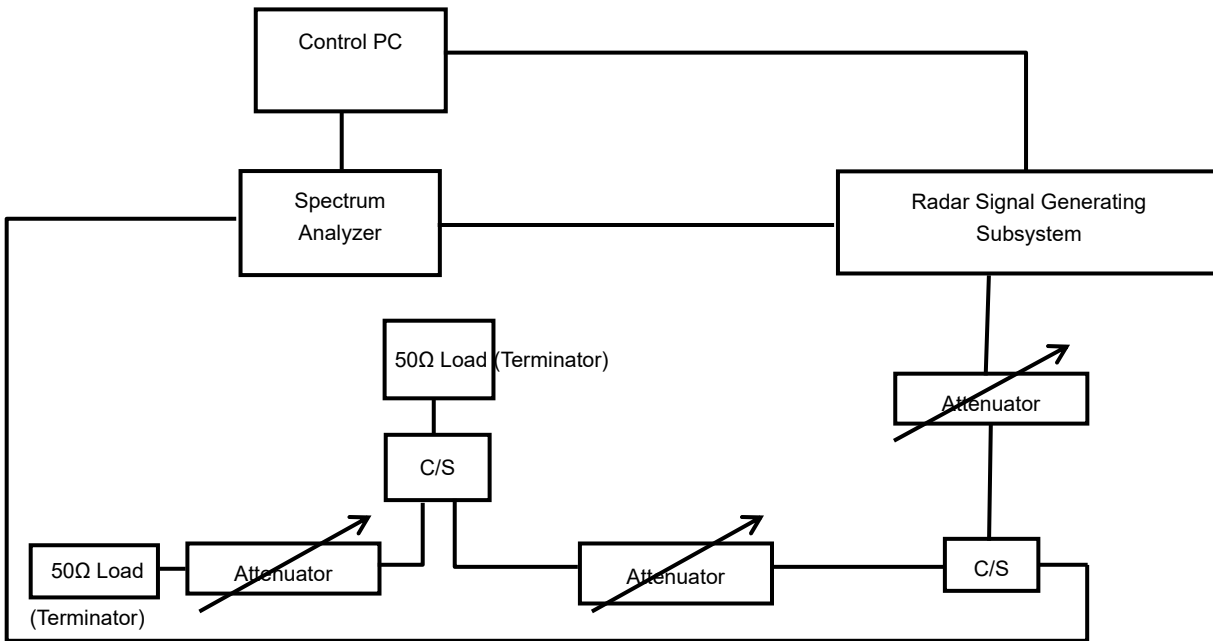 Control PC
Spectrum
Analyzer
Radar Signal Generating
Subsystem
50Ω Load (Terminator)
Attenuator
C/S
50Ω Load
(Terminator)
Attenuator
Attenuator
C/S